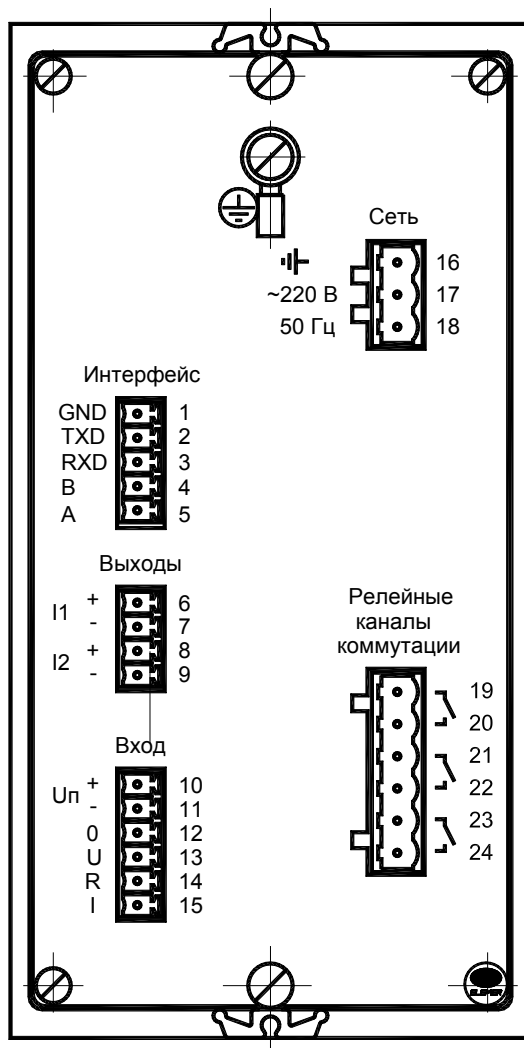 Сеть
16
~220 В 17
50 Гц 18
Интерфейс
GND 1
TXD 2
RXD 3
B 4
A 5
Выходы
I1 + 6
- 7
I2 + 8
- 9
Релейные
каналы
коммутации
19
20
21
22
23
24
Вход
Uп + 10
- 11
0 12
U 13
R 14
I 15